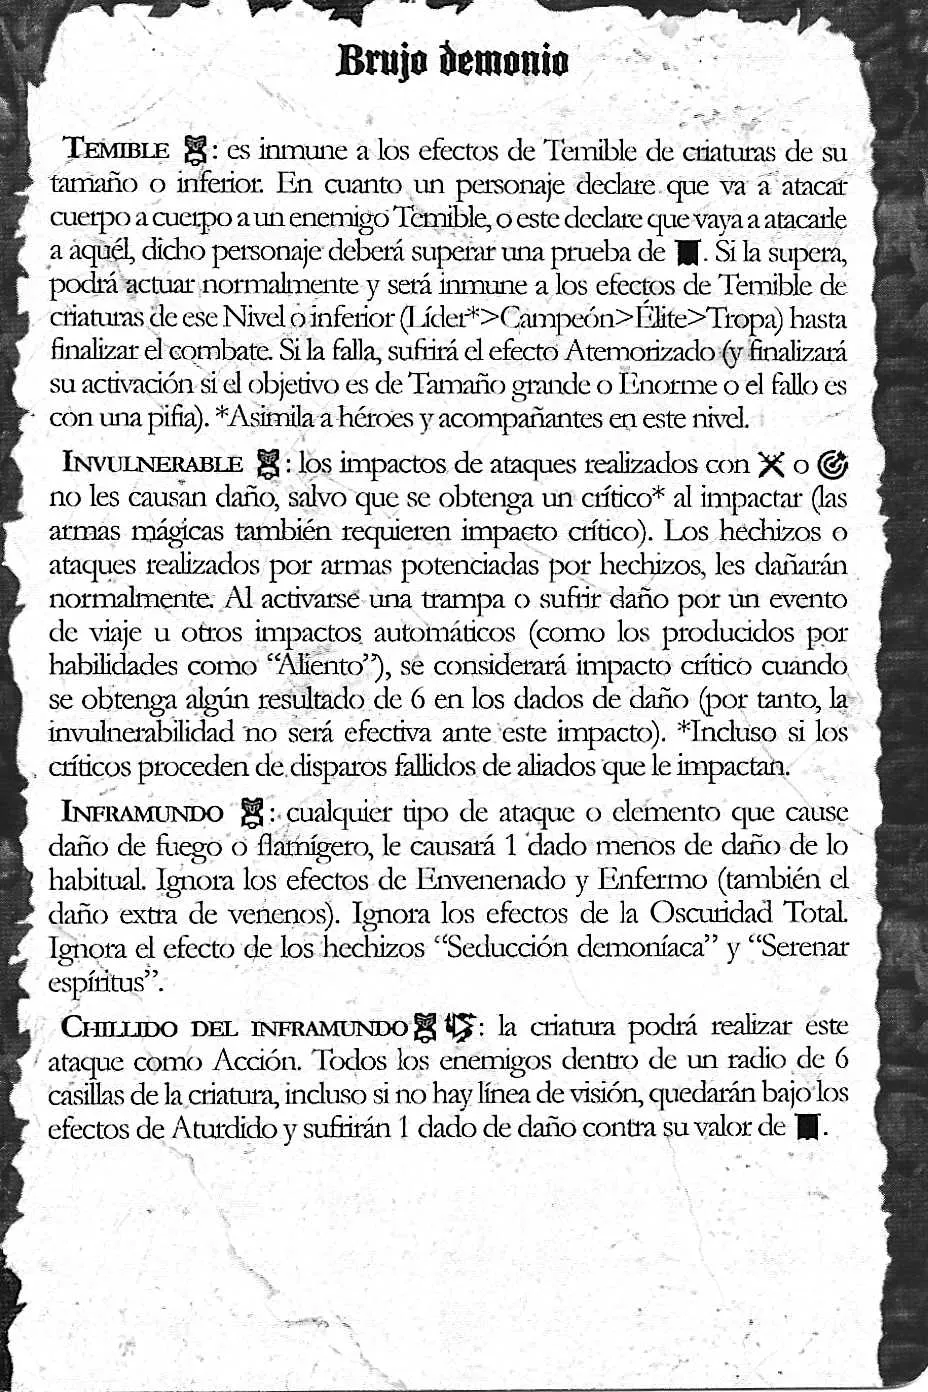 Brujo demonio
TEMIBLE : es inmune a los efectos de Temible de criaturas de su
tamaño o inferior. En cuanto un personaje declare que va a atacar
cuerpo a cuerpo a un enemigo Temible, o este declare que vaya a atacarle
a aquél, dicho personaje deberá superar una prueba de . Si la supera,
podrá actuar normalmente y será inmune a los efectos de Temible de
criaturas de ese Nivel o inferior (Líder*>Campeón>Élite>Tropa) hasta
finalizar el combate. Si la falla, sufrirá el efecto Atemorizado (y finalizará
su activación si el objetivo es de Tamaño grande o Enorme o el fallo es
con una pifia). *Asimila a héroes y acompañantes en este nivel.
INVULNERABLE : los impactos de ataques realizados con o
no les causan daño, salvo que se obtenga un crítico* al impactar (las
armas mágicas también requieren impacto crítico). Los hechizos o
ataques realizados por armas potenciadas por hechizos, les dañarán
normalmente. Al activarse una trampa o sufrir daño por un evento
de viaje u otros impactos automáticos (como los producidos por
habilidades como “Aliento”), se considerará impacto crítico cuando
se obtenga algún resultado de 6 en los dados de daño (por tanto, la
invulnerabilidad no será efectiva ante este impacto). *Incluso si los
críticos proceden de disparos fallidos de aliados que le impactan.
INFRAMUNDO : cualquier tipo de ataque o elemento que cause
daño de fuego o flamígero, le causará 1 dado menos de daño de lo
habitual. Ignora los efectos de Envenenado y Enfermo (también el
daño extra de venenos). Ignora los efectos de la Oscuridad Total.
Ignora el efecto de los hechizos “Seducción demoníaca” y “Serenar
espíritus”.
CHILLIDO DEL INFRAMUNDO : la criatura podrá realizar este
ataque como Acción. Todos los enemigos dentro de un radio de 6
casillas de la criatura, incluso si no hay línea de visión, quedarán bajo los
efectos de Aturdido y sufrirán 1 dado de daño contra su valor de .